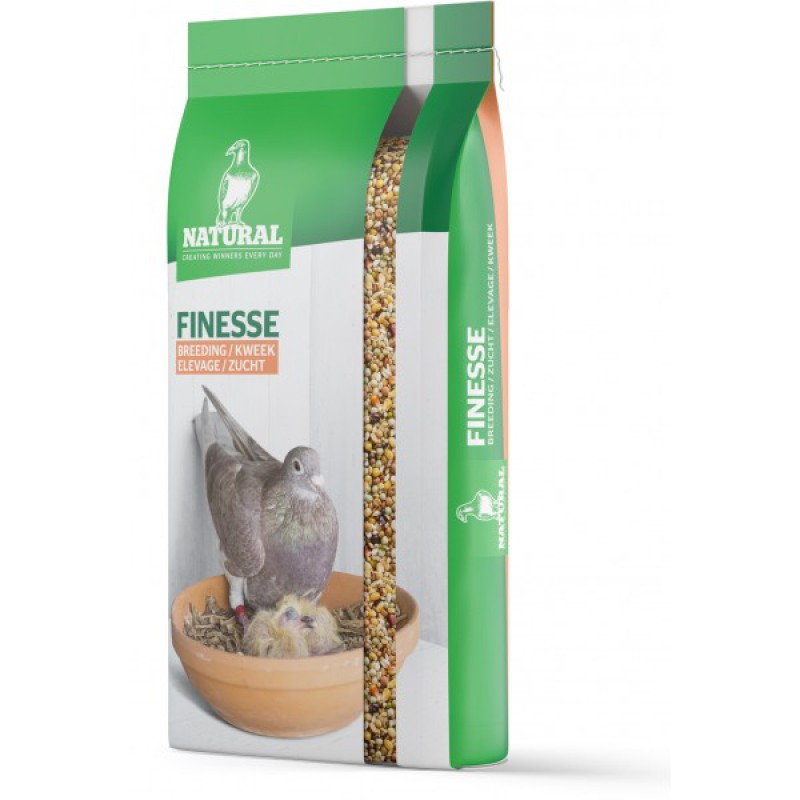 NATURAL
CREATING WINNERS EVERY DAY
FINESSE
BREEDING / KWEEK
ELEVAGE / ZUCHT
FINESSE
BREEDING / ZUCHT / ELEVAGE / KWEEK
NATURAL